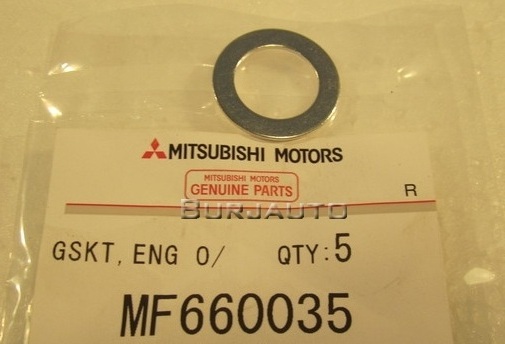 MITSUBISHI MOTORS
MITSUBISHI MOTORS
GENUINE PARTS
R
BURJAUTO
GSKT, ENG O/ QTY:5
MF660035